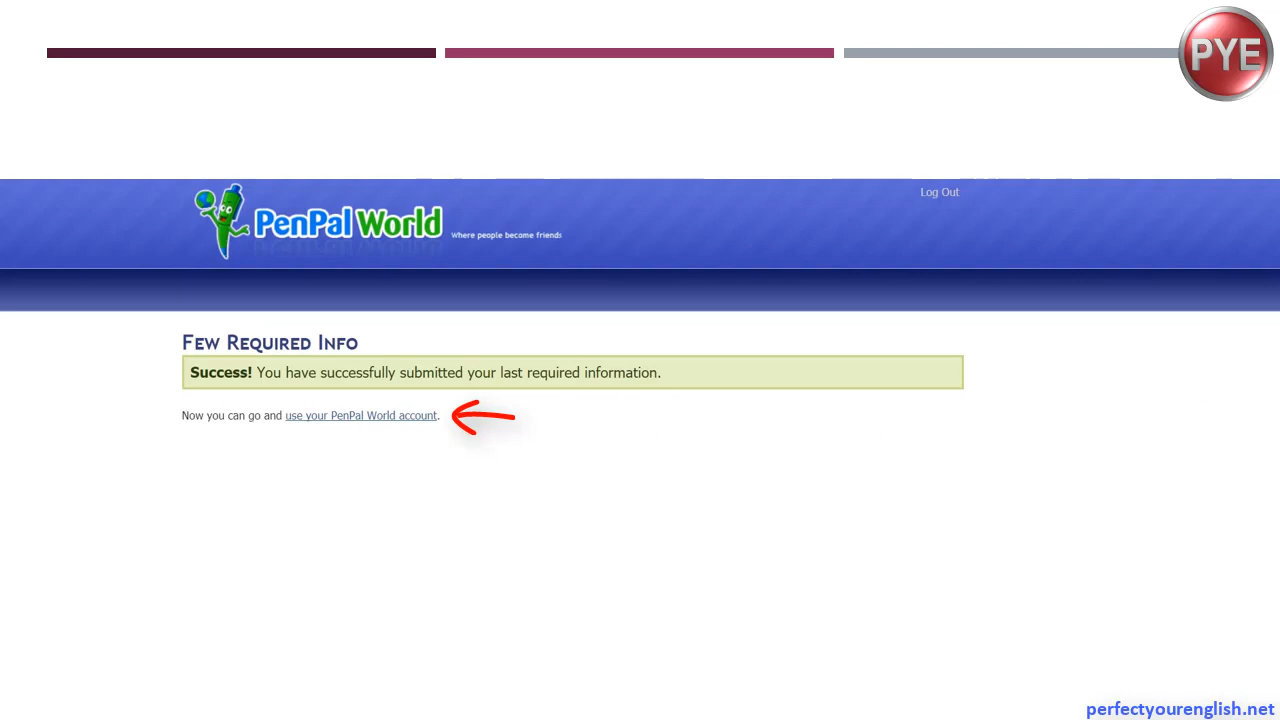 PYE
Log Out
PenPal World
Where people become friends
Few Required Info
Success! You have successfully submitted your last required information.
Now you can go and use your PenPal World account.
perfectyourenglish.net